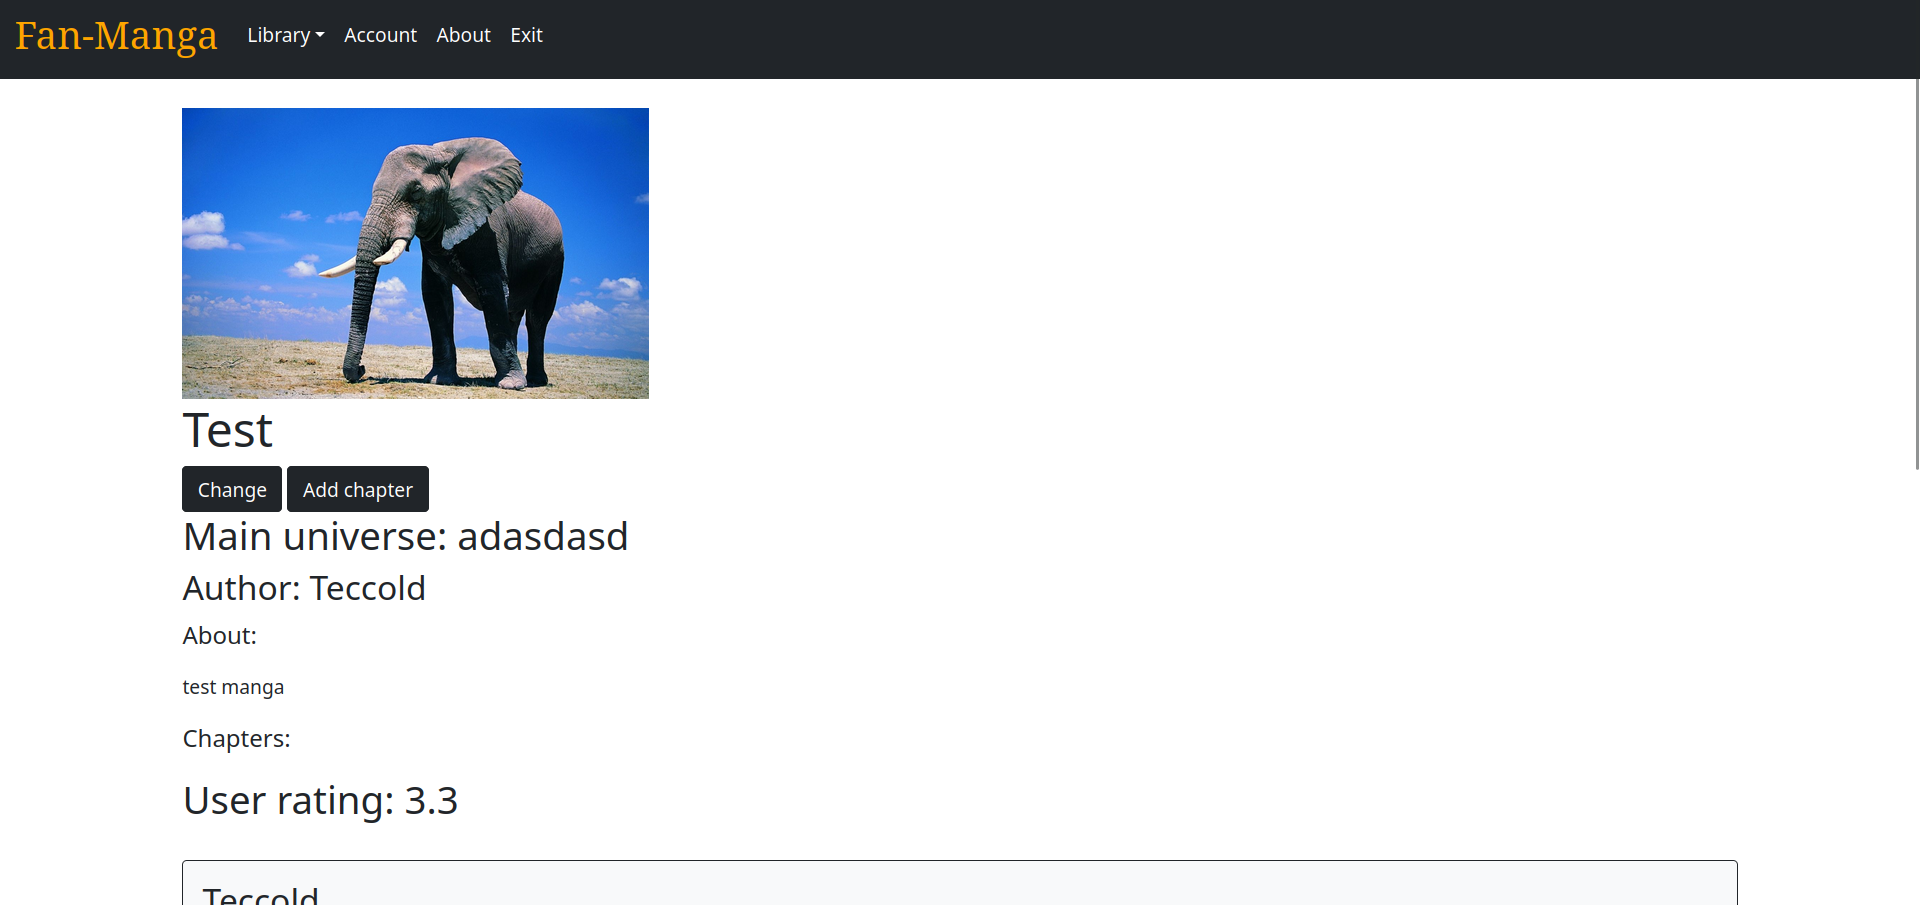 Fan-Manga Library Account About Exit
Test
Change Add chapter
Main universe: adasdasd
Author: Teccold
About:
test manga
Chapters:
User rating: 3.3
Teccold